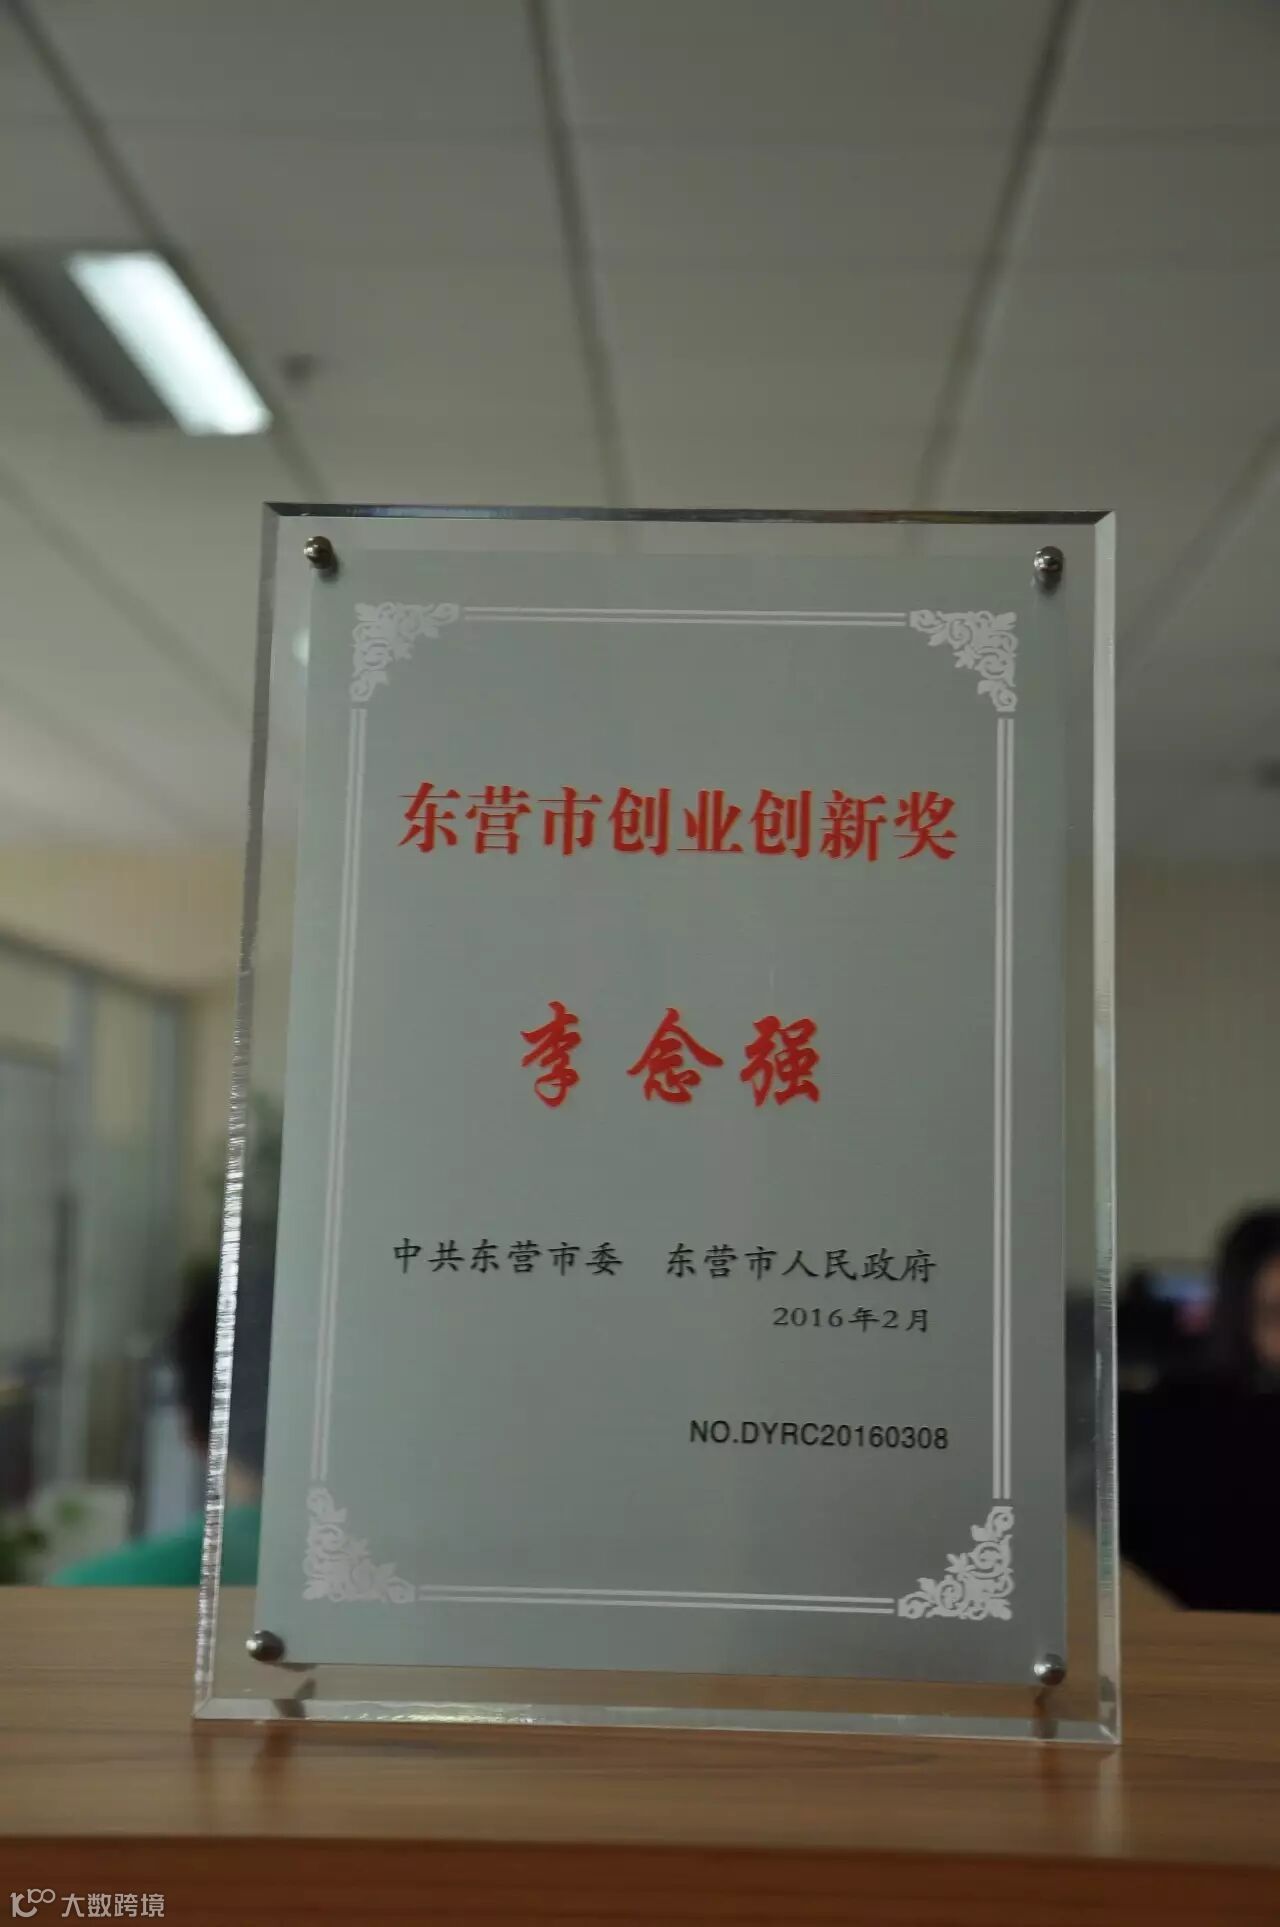 东营市创业创新奖
李念强
中共东营市委 东营市人民政府
2016年2月
NO.DYRC20160308
大数跨境